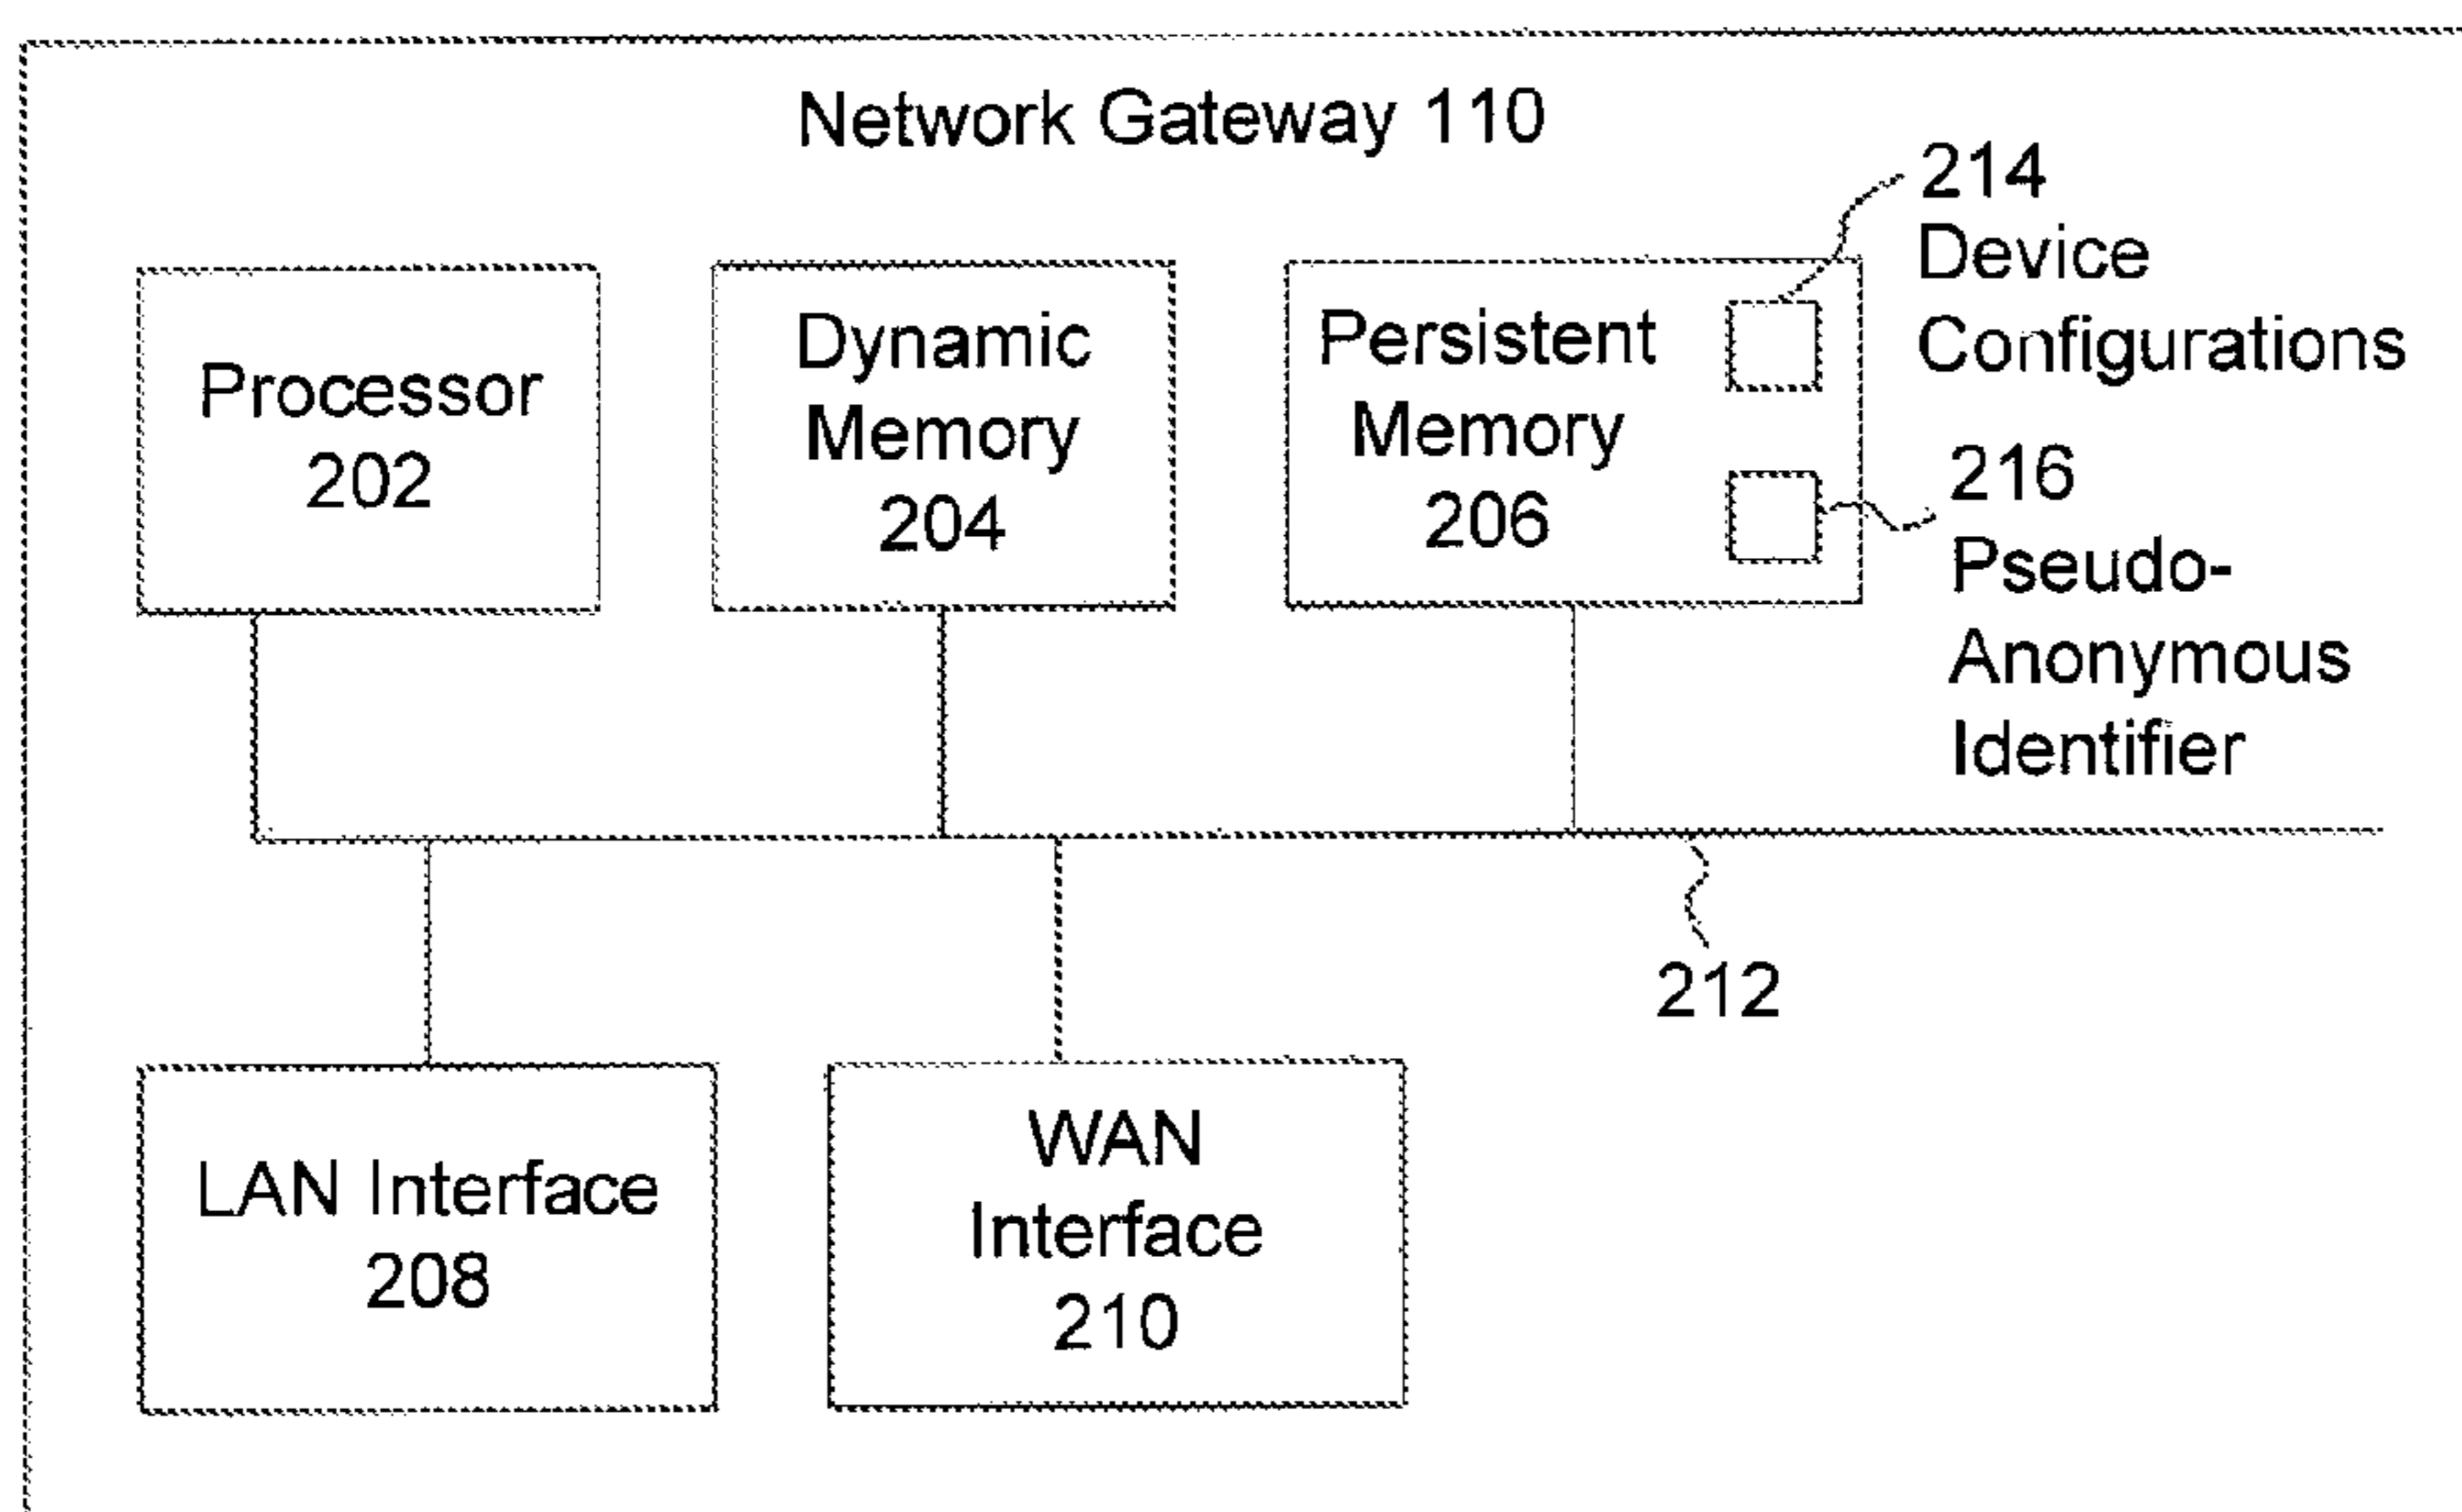 Network Gateway 110
Processor
202
Dynamic
Memory
204
Persistent
Memory
206
214
Device
Configurations
216
Pseudo-
Anonymous
Identifier
212
LAN Interface
208
WAN
Interface
210